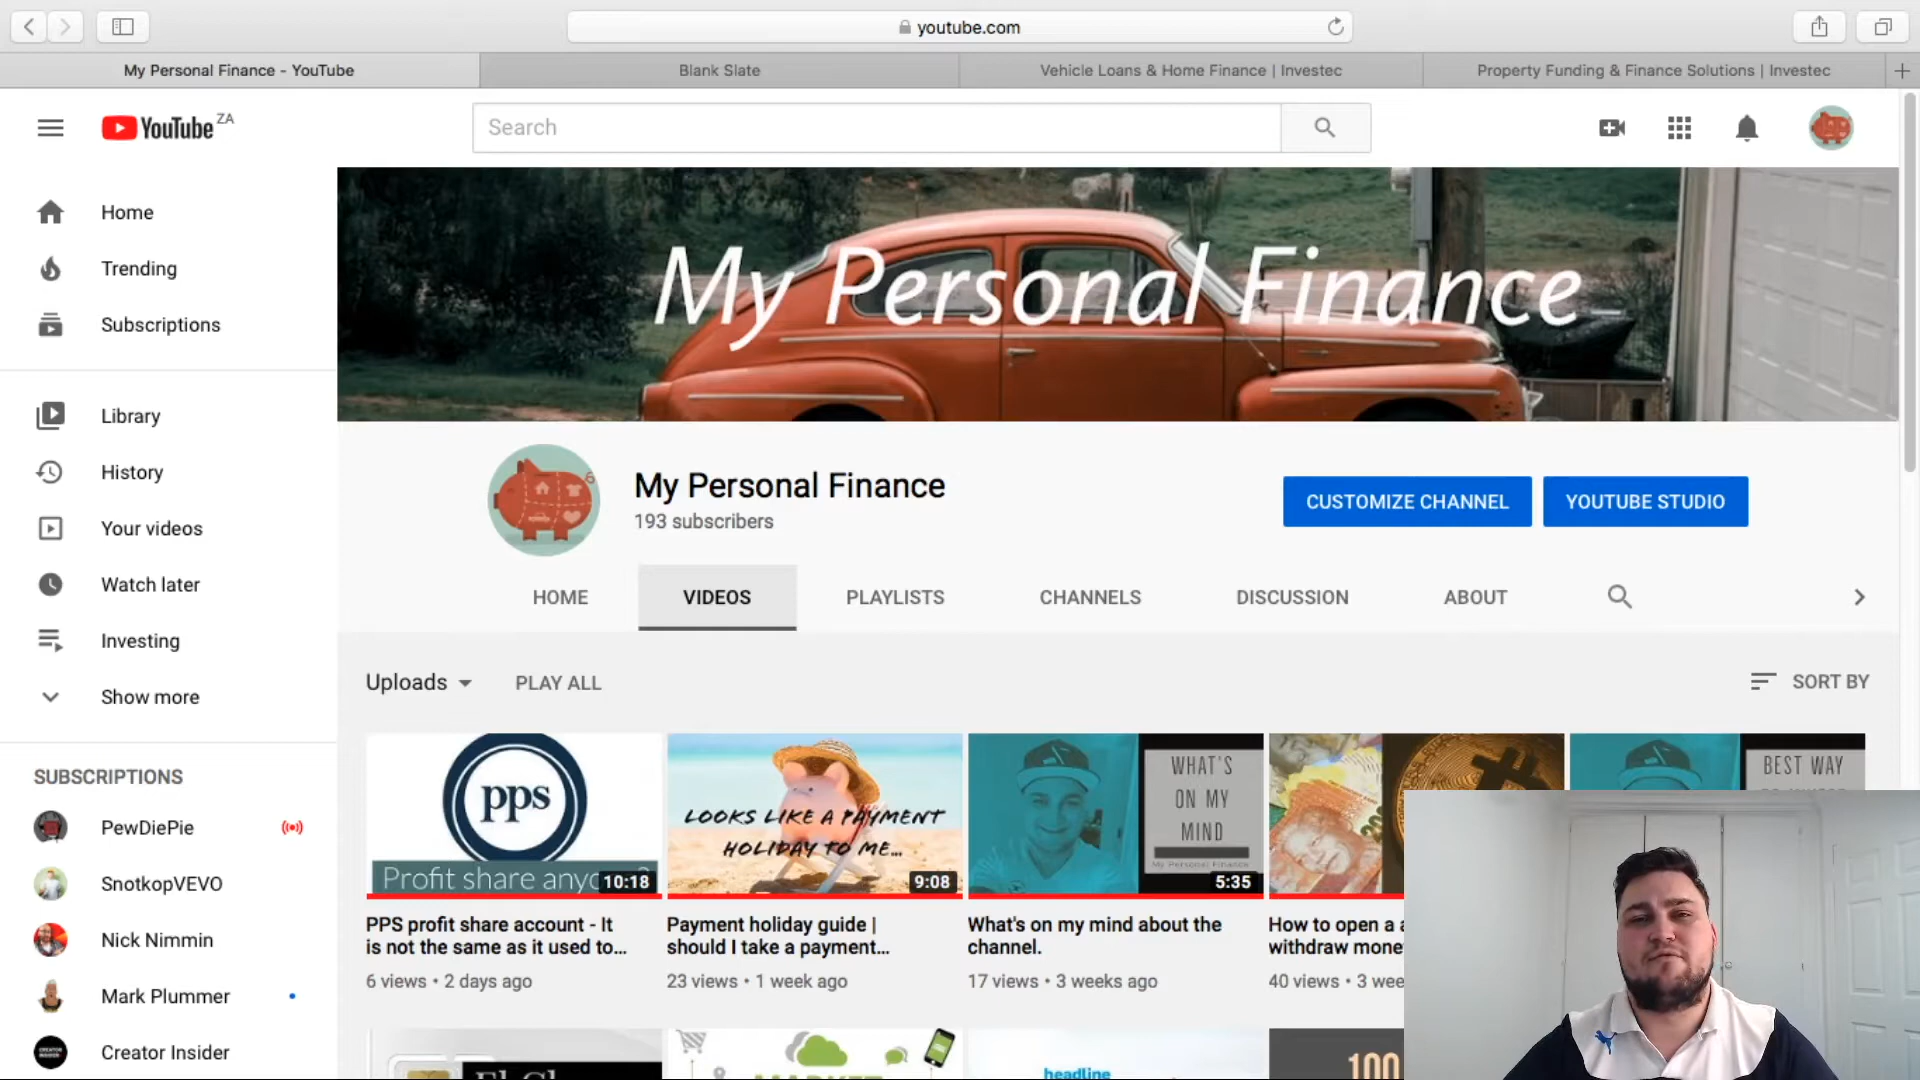 youtube.com
My Personal Finance - YouTube
Blank Slate
Vehicle Loans & Home Finance | Investec
Property Funding & Finance Solutions | Investec
YouTube ZA
Search
Home
Trending
Subscriptions
Library
History
Your videos
Watch later
Investing
Show more
SUBSCRIPTIONS
PewDiePie
SnotkopVEVO
Nick Nimmin
Mark Plummer
Creator Insider
My Personal Finance
My Personal Finance
193 subscribers
CUSTOMIZE CHANNEL
YOUTUBE STUDIO
HOME
VIDEOS
PLAYLISTS
CHANNELS
DISCUSSION
ABOUT
Uploads
PLAY ALL
SORT BY
pps
Profit share anyo
10:18
PPS profit share account - It
is not the same as it used to...
6 views • 2 days ago
LOOKS LIKE A PAYMENT
HOLIDAY TO ME...
9:08
Payment holiday guide |
should I take a payment...
23 views • 1 week ago
WHAT'S
ON MY
MIND
My Personal Finance
5:35
What's on my mind about the
channel.
17 views • 3 weeks ago
How to open a
withdraw mone
40 views • 3 wee
BEST WAY
headline
100